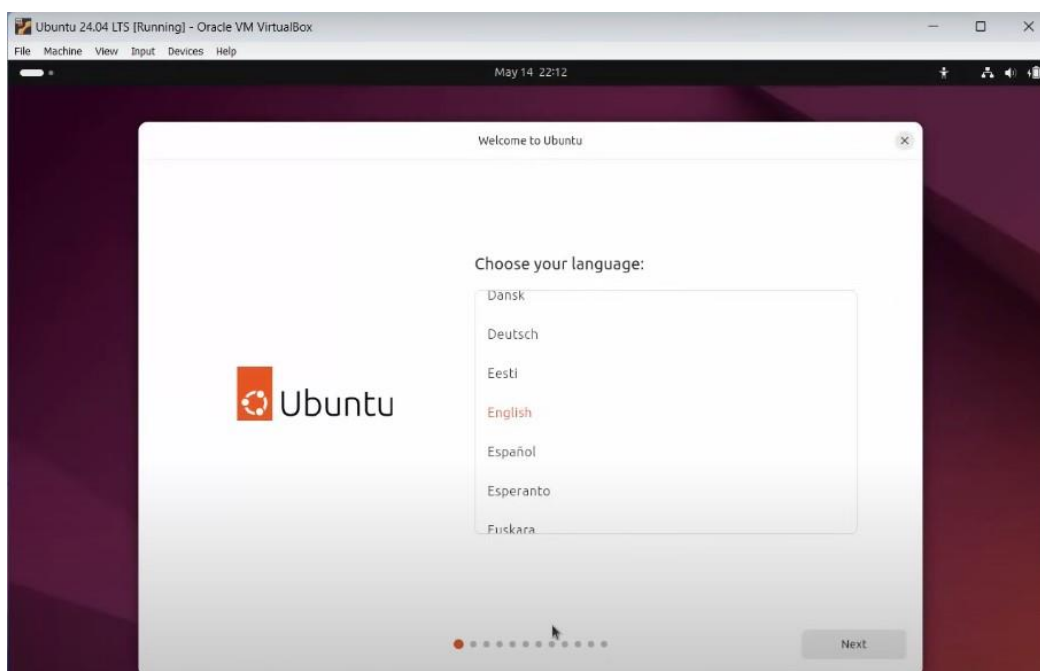 Ubuntu 24.04 LTS [Running] - Oracle VM VirtualBox
File Machine View Input Devices Help
May 14 22:12
Welcome to Ubuntu
Choose your language:
Dansk
Deutsch
Eesti
English
Español
Esperanto
Euskara
Ubuntu
Next